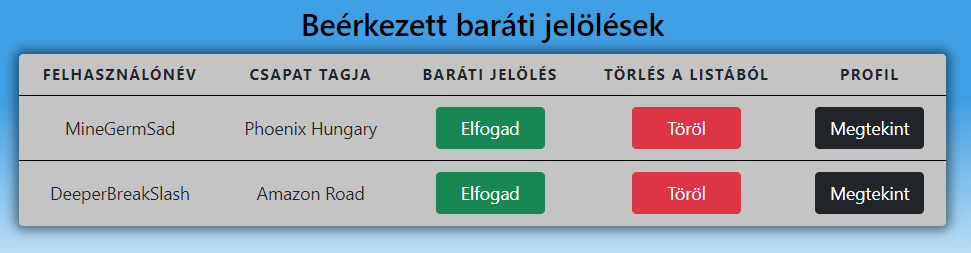 Beérkezett baráti jelölések
FELHASZNÁLÓNÉV CSAPAT TAGJA BARÁTI JELÖLÉS TÖRLÉS A LISTÁBÓL PROFIL
MineGermSad Phoenix Hungary Elfogad Töröl Megtekint
DeeperBreakSlash Amazon Road Elfogad Töröl Megtekint